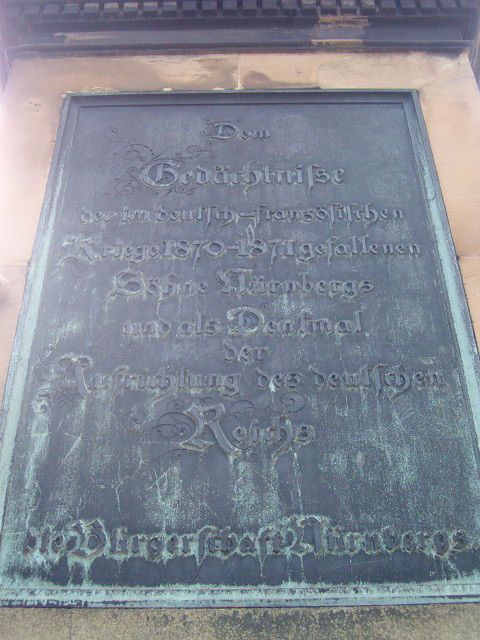 Dem
Gedächtnisse
der im deutsch-französischen
Kriege 1870-1871 gefallenen
Söhne Nürnbergs
und als Denkmal
der
Aufrichtung des deutschen
Reichs
die Bürgerschaft Nürnbergs